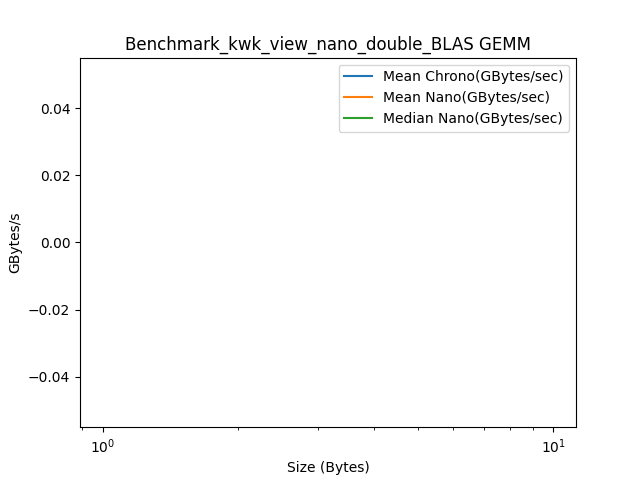 Benchmark_kwk_view_nano_double_BLAS GEMM
Mean Chrono(GBytes/sec)
Mean Nano(GBytes/sec)
Median Nano(GBytes/sec)
GBytes/s
0.04
0.02
0.00
−0.02
−0.04
10⁰
10¹
Size (Bytes)